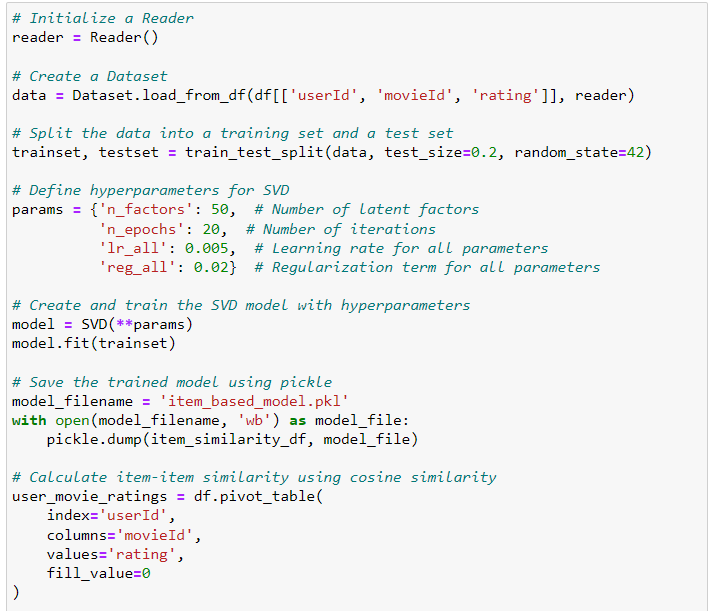 # Initialize a Reader
reader = Reader()
# Create a Dataset
data = Dataset.load_from_df(df[['userId', 'movieId', 'rating']], reader)
# Split the data into a training set and a test set
trainset, testset = train_test_split(data, test_size=0.2, random_state=42)
# Define hyperparameters for SVD
params = {'n_factors': 50,  # Number of latent factors
          'n_epochs': 20,  # Number of iterations
          'lr_all': 0.005,  # Learning rate for all parameters
          'reg_all': 0.02}  # Regularization term for all parameters
# Create and train the SVD model with hyperparameters
model = SVD(**params)
model.fit(trainset)
# Save the trained model using pickle
model_filename = 'item_based_model.pkl'
with open(model_filename, 'wb') as model_file:
    pickle.dump(item_similarity_df, model_file)
# Calculate item-item similarity using cosine similarity
user_movie_ratings = df.pivot_table(
    index='userId',
    columns='movieId',
    values='rating',
    fill_value=0
)